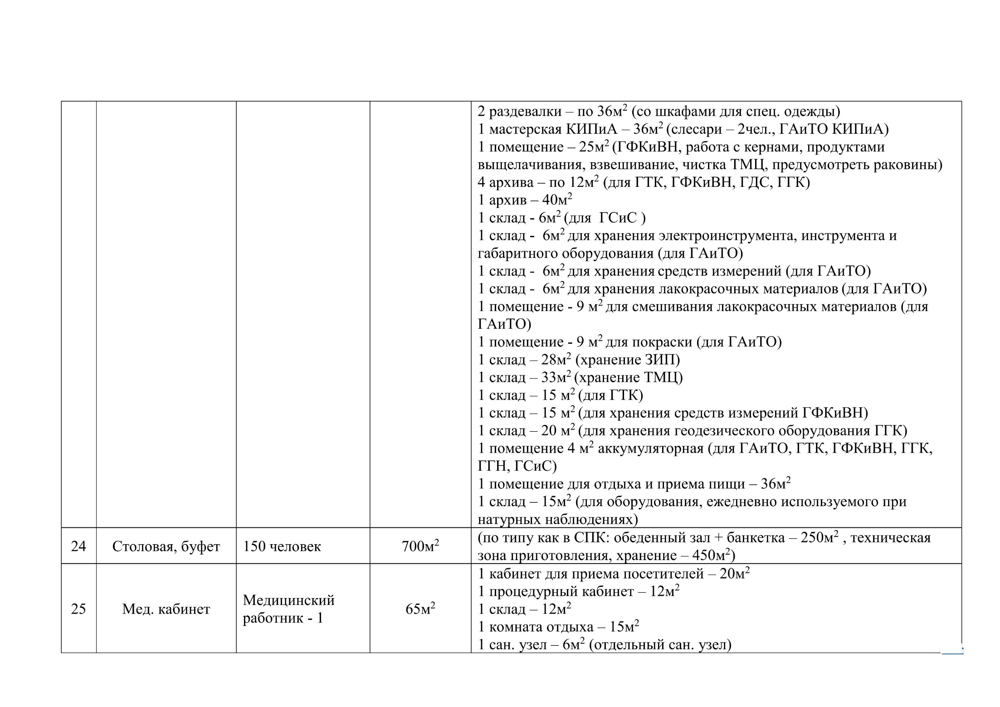 2 раздевалки – по 36м² (со шкафами для спец. одежды)
1 мастерская КИПиА – 36м² (слесари – 2чел., ГАиТО КИПиА)
1 помещение – 25м² (ГФКиВН, работа с кернами, продуктами
выщелачивания, взвешивание, чистка ТМЦ, предусмотреть раковины)
4 архива – по 12м² (для ГТК, ГФКиВН, ГДС, ГГК)
1 архив – 40м²
1 склад - 6м² (для  ГСиС )
1 склад -  6м² для хранения электроинструмента, инструмента и
габаритного оборудования (для ГАиТО)
1 склад -  6м² для хранения средств измерений (для ГАиТО)
1 склад -  6м² для хранения лакокрасочных материалов (для ГАиТО)
1 помещение - 9 м² для смешивания лакокрасочных материалов (для
ГАиТО)
1 помещение - 9 м² для покраски (для ГАиТО)
1 склад – 28м² (хранение ЗИП)
1 склад – 33м² (хранение ТМЦ)
1 склад – 15 м² (для ГТК)
1 склад – 15 м² (для хранения средств измерений ГФКиВН)
1 склад – 20 м² (для хранения геодезического оборудования ГГК)
1 помещение 4 м² аккумуляторная (для ГАиТО, ГТК, ГФКиВН, ГГК,
ГГН, ГСиС)
1 помещение для отдыха и приема пищи – 36м²
1 склад – 15м² (для оборудования, ежедневно используемого при
натурных наблюдениях)
24 Столовая, буфет 150 человек 700м² (по типу как в СПК: обеденный зал + банкетка – 250м² , техническая
зона приготовления, хранение – 450м²)
25 Мед. кабинет Медицинский
работник - 1
65м²
1 кабинет для приема посетителей – 20м²
1 процедурный кабинет – 12м²
1 склад – 12м²
1 комната отдыха – 15м²
1 сан. узел – 6м² (отдельный сан. узел)